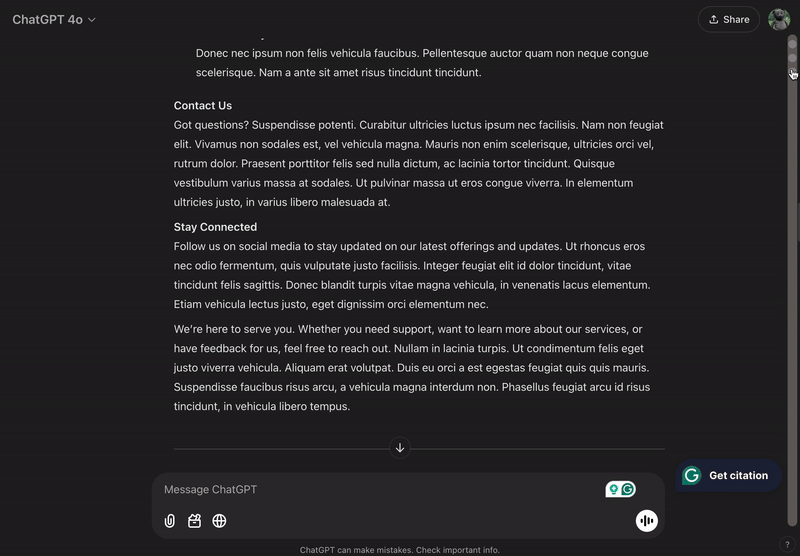 ChatGPT 4o
Share
Donec nec ipsum non felis vehicula faucibus. Pellentesque auctor quam non neque congue
scelerisque. Nam a ante sit amet risus tincidunt tincidunt.
Contact Us
Got questions? Suspendisse potenti. Curabitur ultricies luctus ipsum nec facilisis. Nam non feugiat
elit. Vivamus non sodales est, vel vehicula magna. Mauris non enim scelerisque, ultricies orci vel,
rutrum dolor. Praesent porttitor felis sed nulla dictum, ac lacinia tortor tincidunt. Quisque
vestibulum varius massa at sodales. Ut pulvinar massa ut eros congue viverra. In elementum
ultricies justo, in varius libero malesuada at.
Stay Connected
Follow us on social media to stay updated on our latest offerings and updates. Ut rhoncus eros
nec odio fermentum, quis vulputate justo facilisis. Integer feugiat elit id dolor tincidunt, vitae
tincidunt felis sagittis. Donec blandit turpis vitae magna vehicula, in venenatis lacus elementum.
Etiam vehicula lectus justo, eget dignissim orci elementum nec.
We're here to serve you. Whether you need support, want to learn more about our services, or
have feedback for us, feel free to reach out. Nullam in lacinia turpis. Ut condimentum felis eget
justo viverra vehicula. Aliquam erat volutpat. Duis eu orci a est egestas feugiat quis quis mauris.
Suspendisse faucibus risus arcu, a vehicula magna interdum non. Phasellus feugiat arcu id risus
tincidunt, in vehicula libero tempus.
Get citation
Message ChatGPT
ChatGPT can make mistakes. Check important info.
?